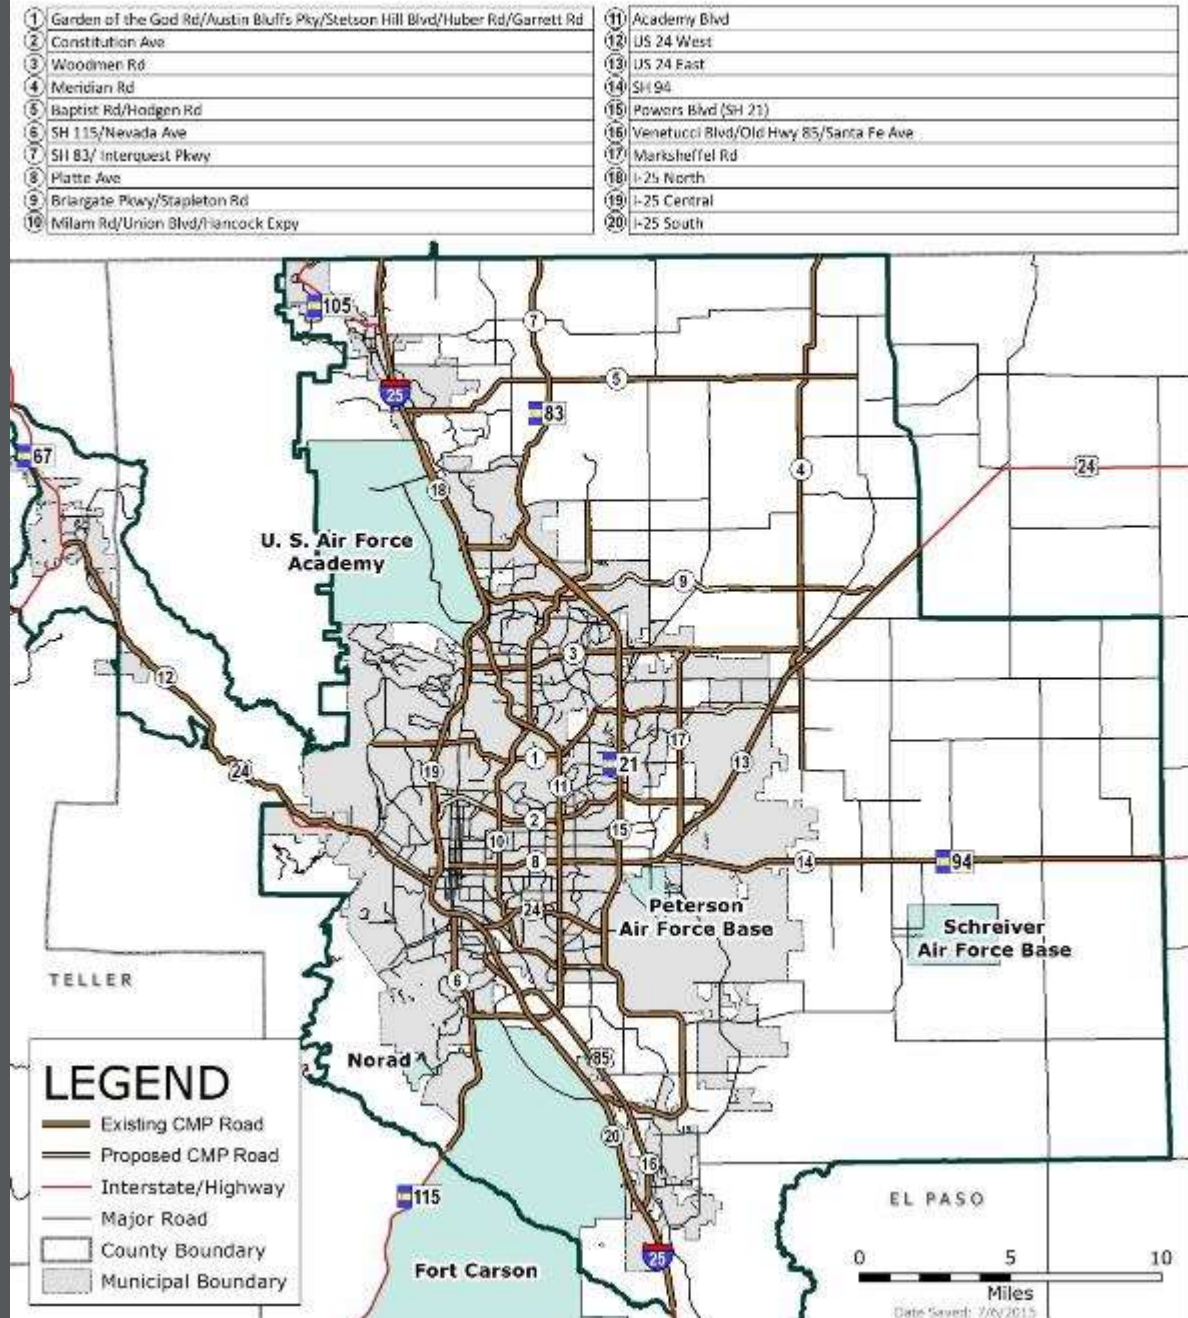 1 Garden of the God Rd/Austin Bluffs Pky/Stetson Hill Blvd/Huber Rd/Garrett Rd
2 Constitution Ave
3 Woodmen Rd
4 Meridian Rd
5 Baptist Rd/Hodgen Rd
6 SH 115/Nevada Ave
7 SH 83/ Interquest Pkwy
8 Platte Ave
9 Briargate Pkwy/Stapleton Rd
10 Milam Rd/Union Blvd/Hancock Expy
11 Academy Blvd
12 US 24 West
13 US 24 East
14 SH 94
15 Powers Blvd (SH 21)
16 Venetucci Blvd/Old Hwy 85/Santa Fe Ave
17 Marksheffel Rd
18 I-25 North
19 I-25 Central
20 I-25 South
105
7
5
25
83
67
4
24
18
U. S. Air Force
Academy
9
3
12
17
1
21
13
24
19
11
2
15
10
8
14
94
24
Peterson
Air Force Base
Schreiver
Air Force Base
TELLER
6
Norad
85
20
16
115
EL PASO
25
Fort Carson
LEGEND
Existing CMP Road
Proposed CMP Road
Interstate/Highway
Major Road
County Boundary
Municipal Boundary
0 5 10
Miles
Date Saved: 7/6/2015